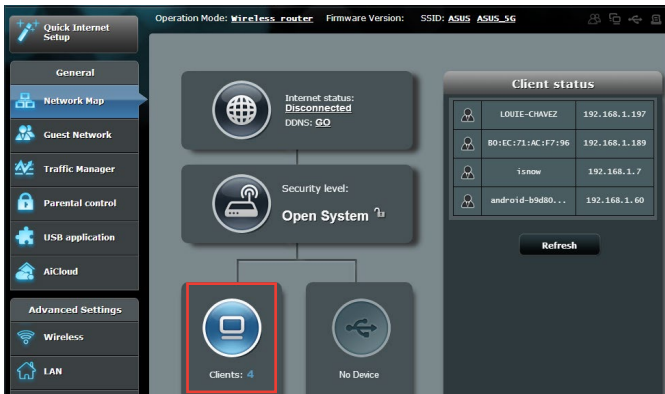 Quick Internet
Setup
Operation Mode: Wireless router Firmware Version: SSID: ASUS ASUS_5G
General
Network Map
Guest Network
Traffic Manager
Parental control
USB application
AiCloud
Advanced Settings
Wireless
LAN
Internet status:
Disconnected
DDNS: GO
Security level:
Open System
Clients: 4
No Device
Client status
LOUIE-CHAVEZ 192.168.1.197
B0:EC:71:AC:F7:96 192.168.1.189
isnow 192.168.1.7
android-b9d80... 192.168.1.60
Refresh